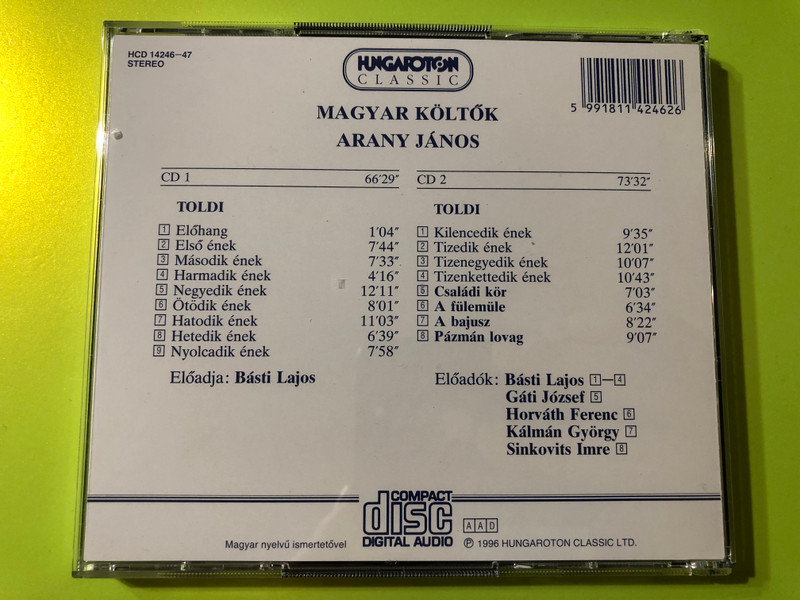 HCD 14246–47
STEREO
HUNGAROTON
CLASSIC
5 991811 424626
MAGYAR KÖLTŐK
ARANY JÁNOS
CD 1 66′29″
TOLDI
1 Előhang 1′04″
2 Első ének 7′44″
3 Második ének 7′33″
4 Harmadik ének 4′16″
5 Negyedik ének 12′11″
6 Ötödik ének 8′01″
7 Hatodik ének 11′03″
8 Hetedik ének 6′39″
9 Nyolcadik ének 7′58″
Előadja: Básti Lajos
CD 2 73′32″
TOLDI
1 Kilencedik ének 9′35″
2 Tizedik ének 12′01″
3 Tizenegyedik ének 10′07″
4 Tizenkettedik ének 10′43″
5 Családi kör 7′03″
6 A fülemüle 6′34″
7 A bajusz 8′22″
8 Pázmán lovag 9′07″
Előadók: Básti Lajos 1–4
Gáti József 5
Horváth Ferenc 6
Kálmán György 7
Sinkovits Imre 8
COMPACT
disc
DIGITAL AUDIO
AAD
Magyar nyelvű ismertetővel
℗ 1996 HUNGAROTON CLASSIC LTD.